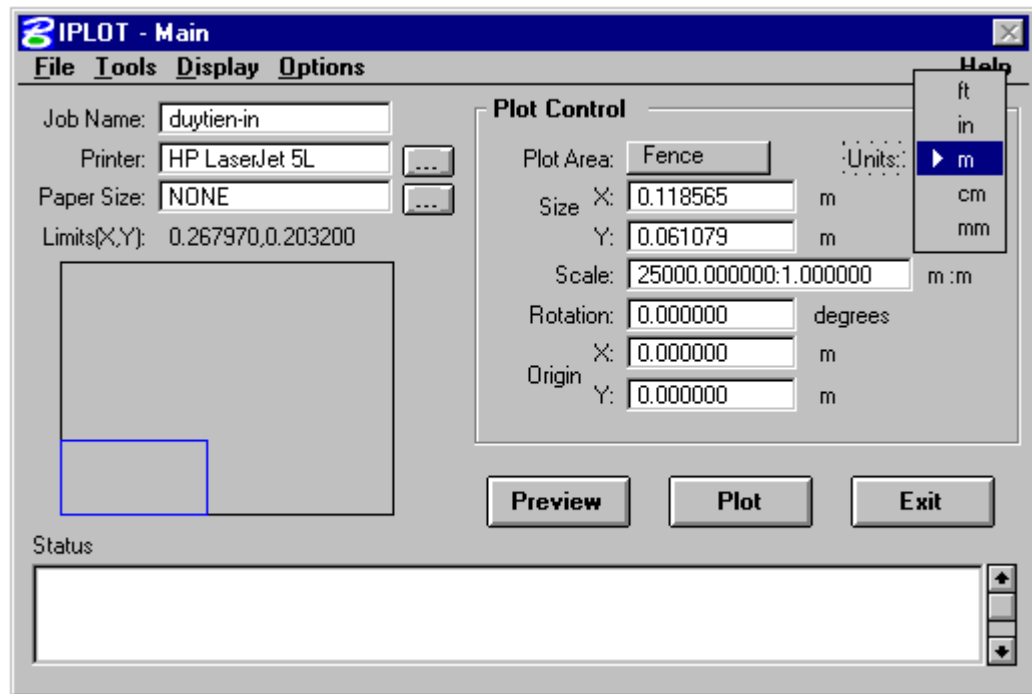 IPLOT - Main
File Tools Display Options Help
Job Name: duytien-in
Printer: HP LaserJet 5L ...
Paper Size: NONE ...
Limits(X,Y): 0.267970,0.203200
Plot Control
Plot Area: Fence Units:
ft
in
m
cm
mm
Size X: 0.118565 m
Y: 0.061079 m
Scale: 25000.000000:1.000000 m :m
Rotation: 0.000000 degrees
Origin X: 0.000000 m
Y: 0.000000 m
Preview Plot Exit
Status